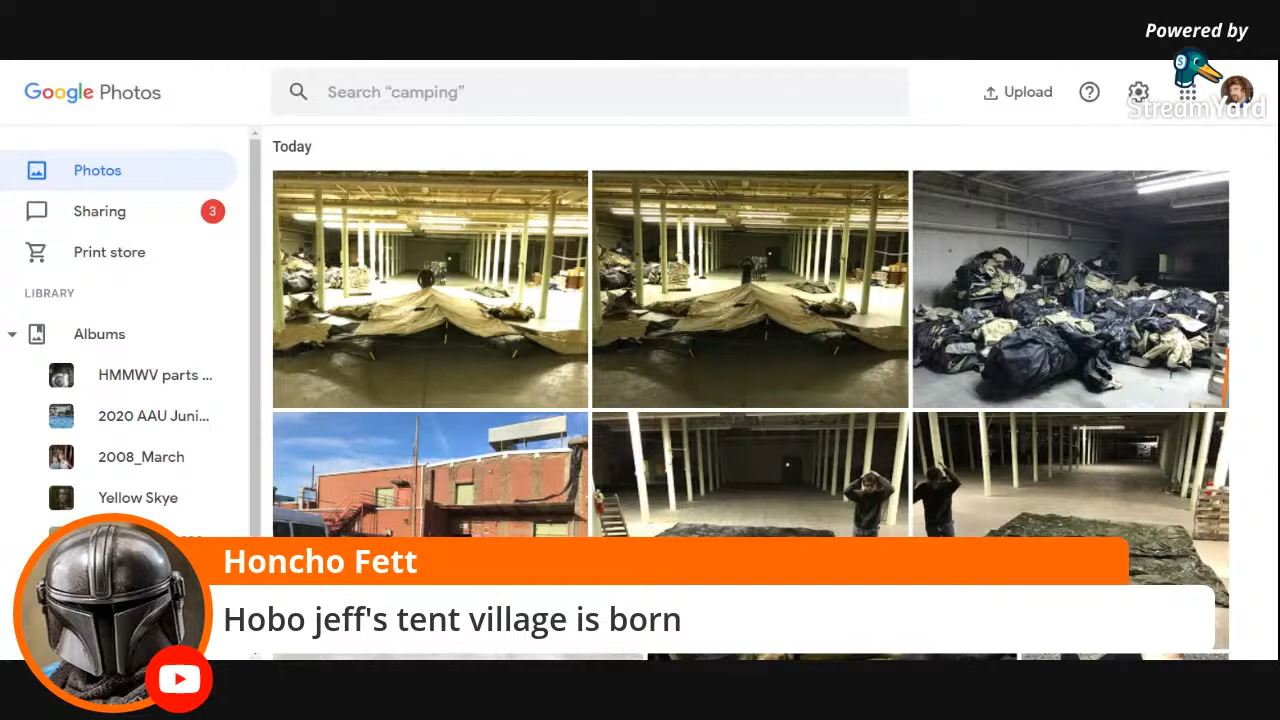 Powered by
StreamYard
Google Photos
Search "camping"
Upload
Photos
Sharing
3
Print store
LIBRARY
Albums
HMMWV parts ...
2020 AAU Juni...
2008_March
Yellow Skye
Today
Honcho Fett
Hobo jeff's tent village is born